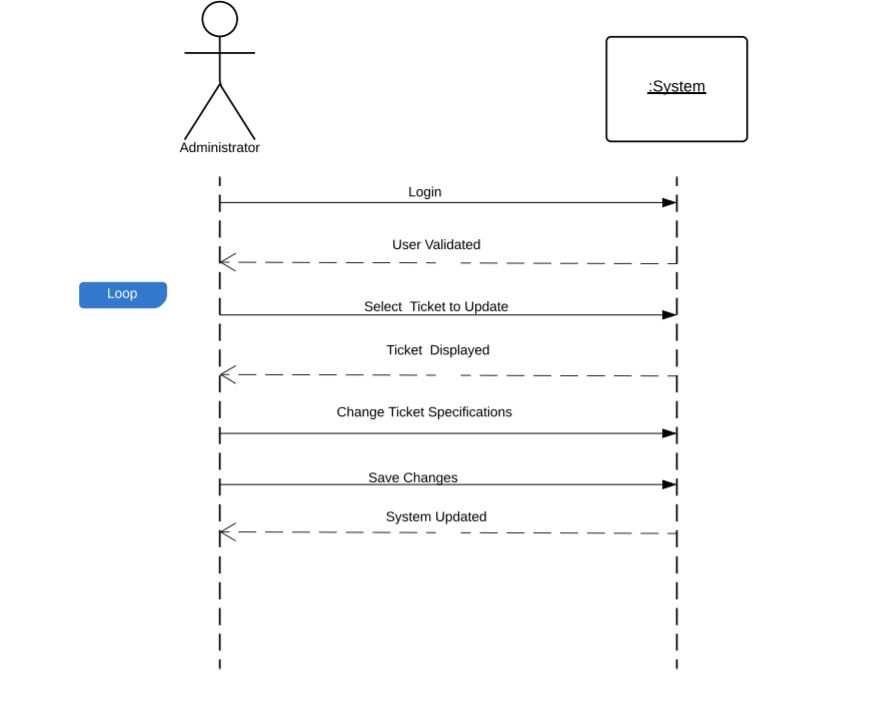 :System
Administrator
Login
User Validated
Loop
Select  Ticket to Update
Ticket  Displayed
Change Ticket Specifications
Save Changes
System Updated